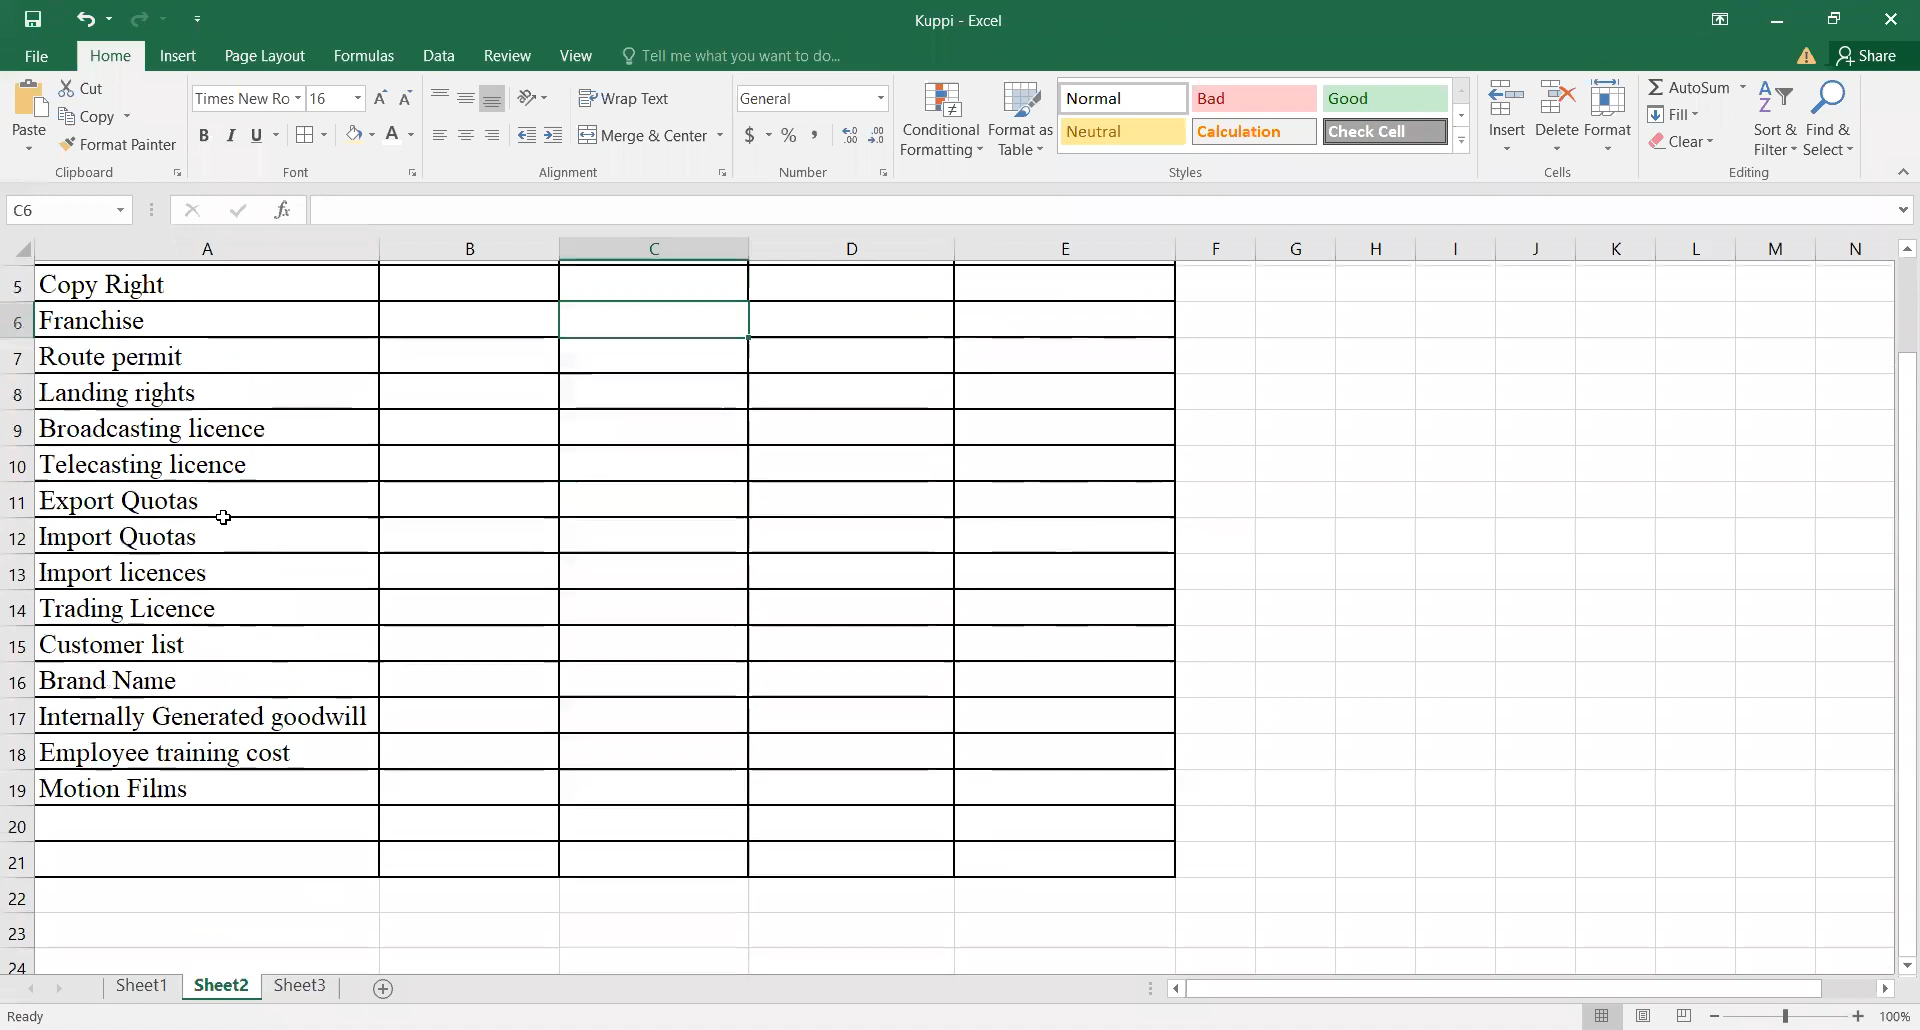 Kuppi - Excel
File Home Insert Page Layout Formulas Data Review View Tell me what you want to do... Share
Paste
Cut
Copy
Format Painter
Clipboard
Times New Ro 16
B I U A
Font
Wrap Text
Merge & Center
Alignment
General
$ %
Number
Conditional Formatting
Format as Table
Normal Bad Good
Neutral Calculation Check Cell
Styles
Insert Delete Format
Cells
AutoSum
Fill
Clear
Sort & Filter
Find & Select
Editing
C6 fx
A B C D E F G H I J K L M N
5 Copy Right
6 Franchise
7 Route permit
8 Landing rights
9 Broadcasting licence
10 Telecasting licence
11 Export Quotas
12 Import Quotas
13 Import licences
14 Trading Licence
15 Customer list
16 Brand Name
17 Internally Generated goodwill
18 Employee training cost
19 Motion Films
20
21
22
23
24
Sheet1 Sheet2 Sheet3
Ready 100%